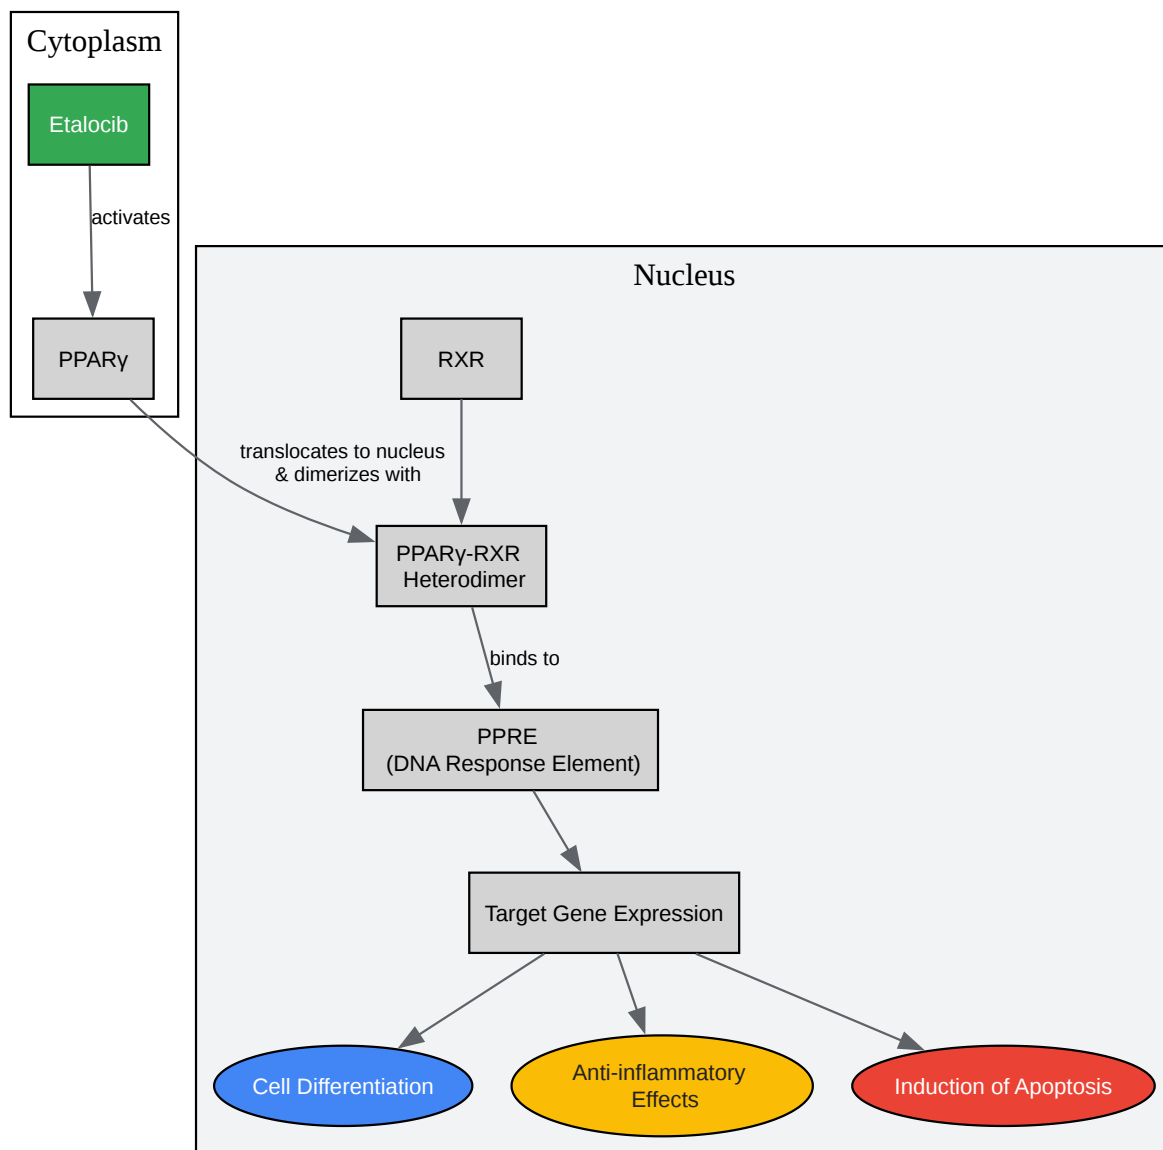 Cytoplasm
Etalocib
activates
Nucleus
PPARγ
RXR
translocates to nucleus
& dimerizes with
PPARγ-RXR
Heterodimer
binds to
PPRE
(DNA Response Element)
Target Gene Expression
Cell Differentiation
Anti-inflammatory
Effects
Induction of Apoptosis